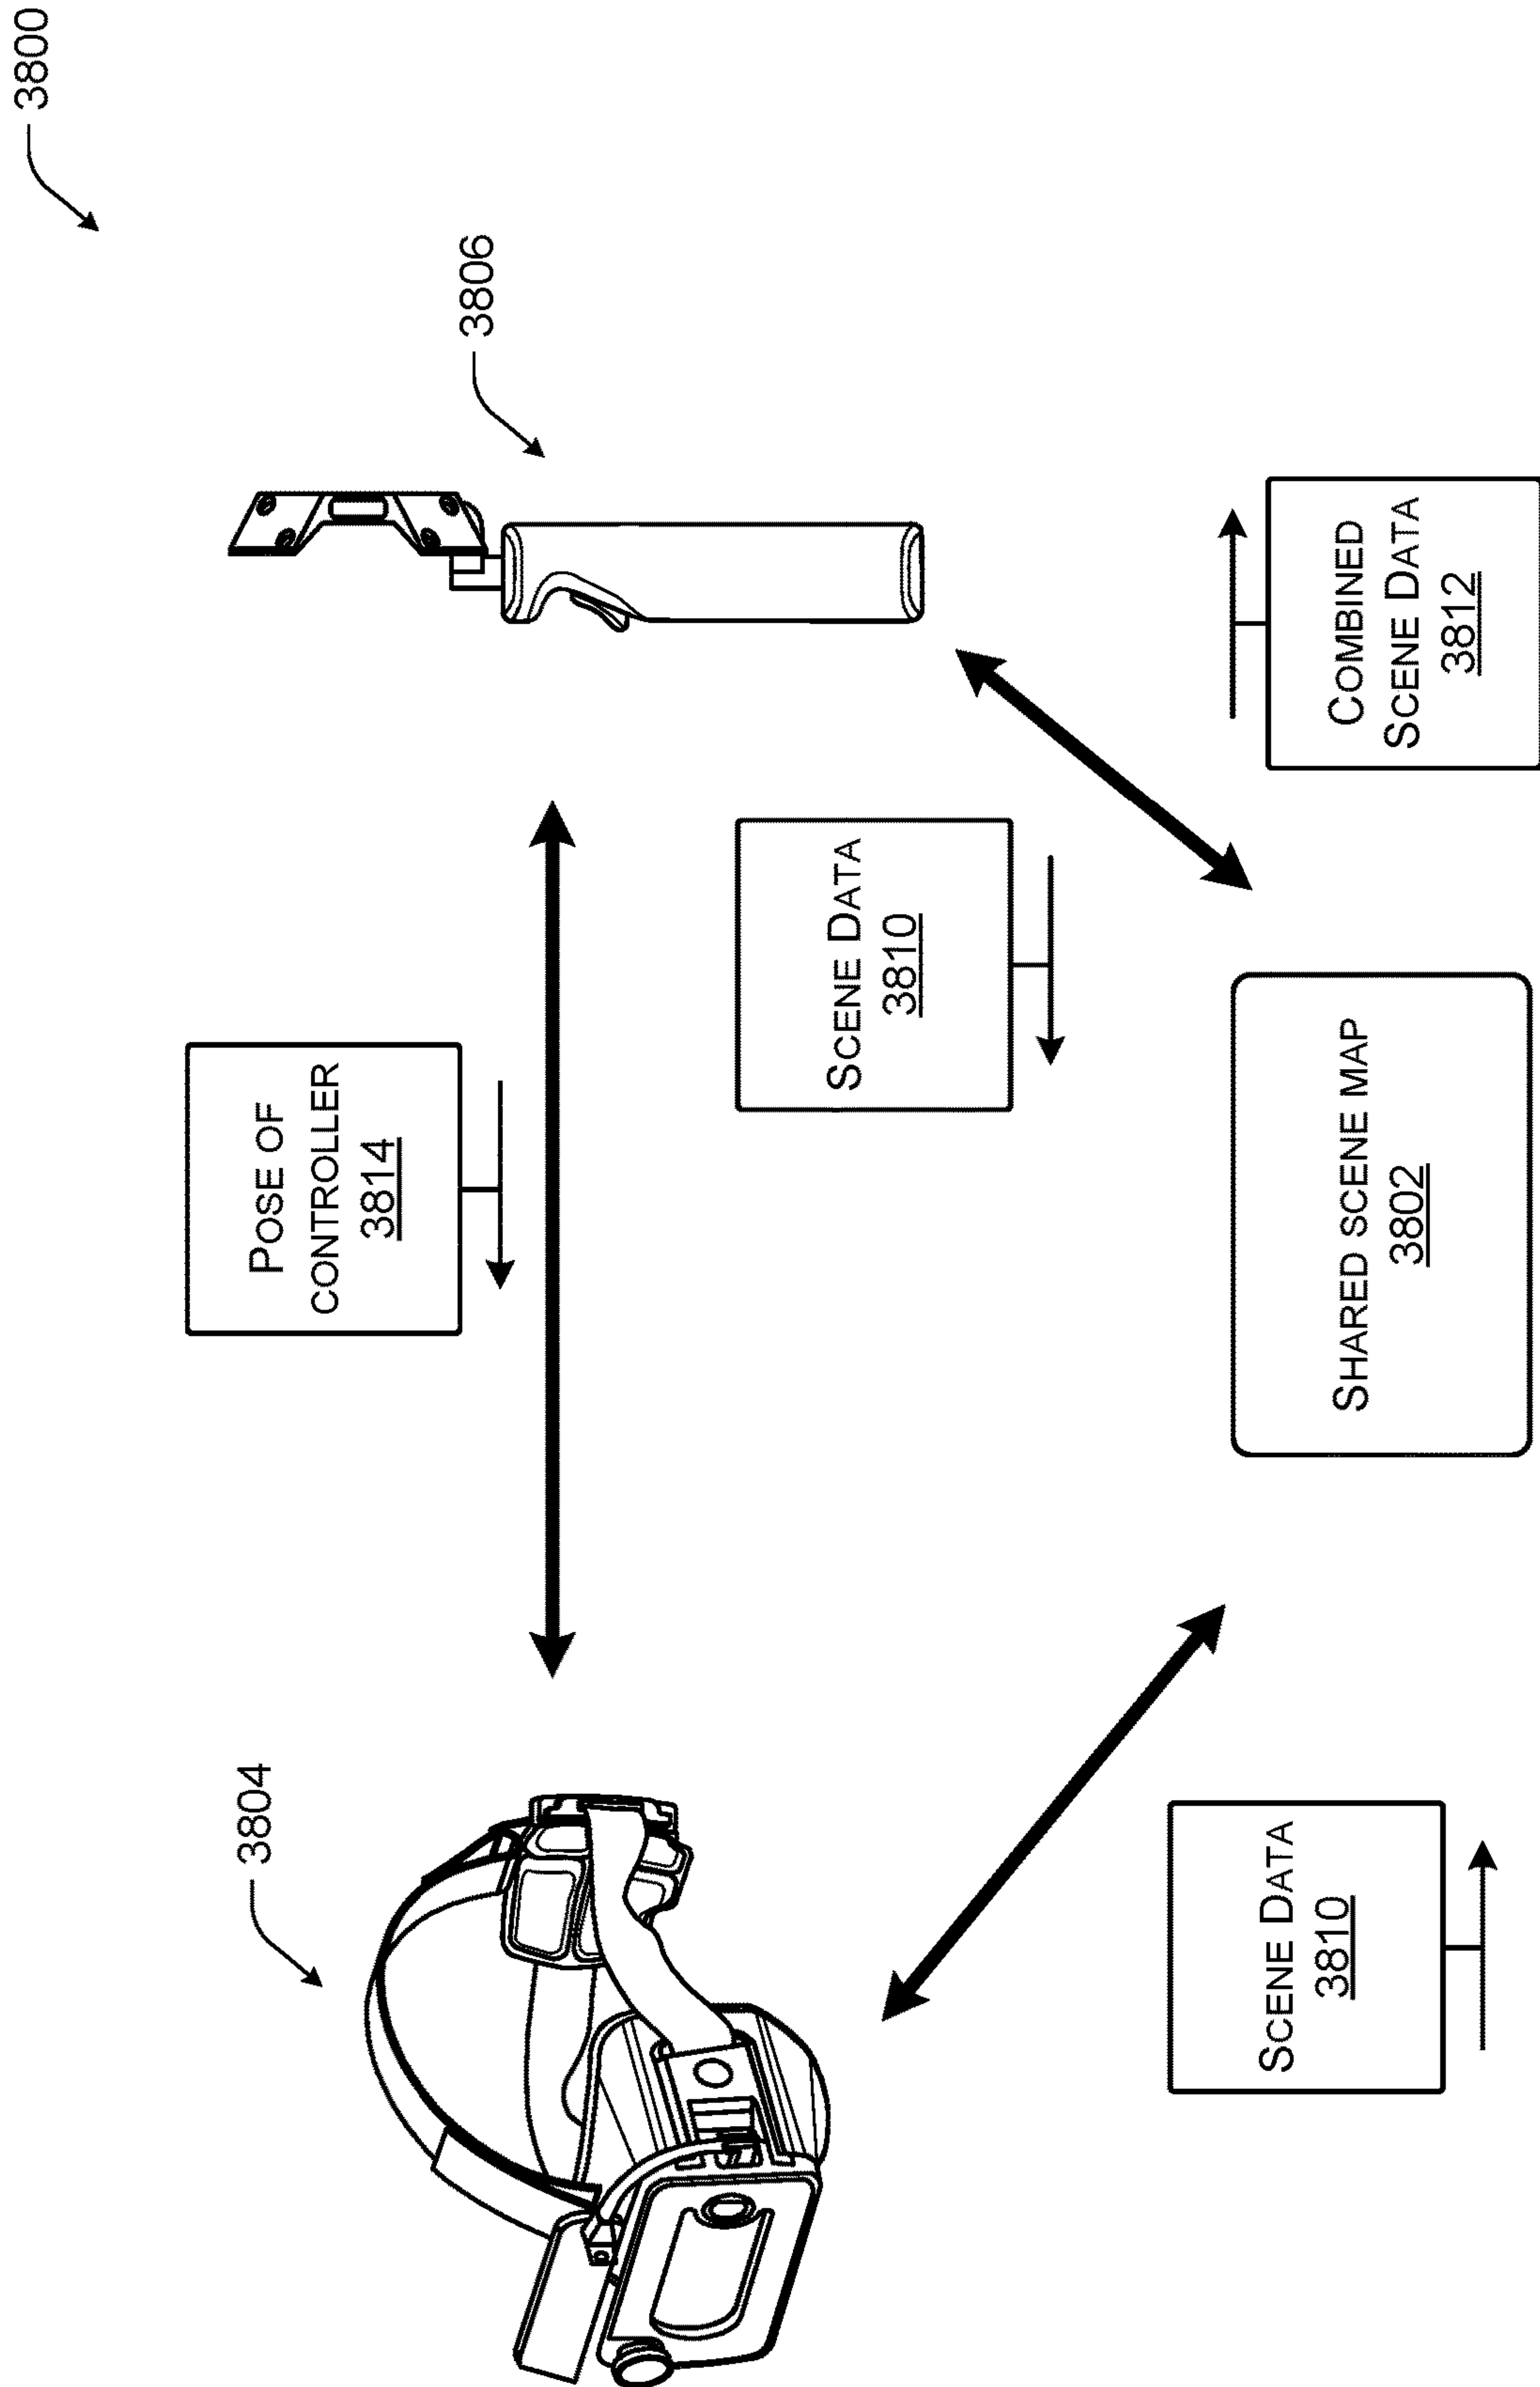 3800
3804
3806
POSE OF
CONTROLLER
3814
SCENE DATA
3810
SCENE DATA
3810
SHARED SCENE MAP
3802
COMBINED
SCENE DATA
3812